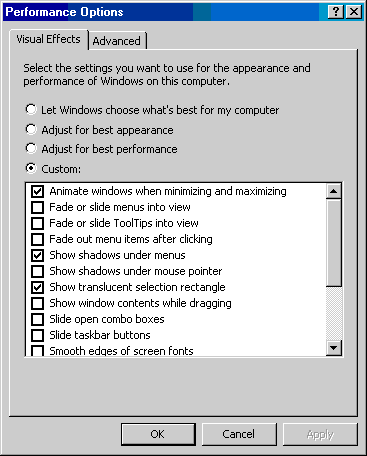 Performance Options
Visual Effects
Advanced
Select the settings you want to use for the appearance and
performance of Windows on this computer.
Let Windows choose what's best for my computer
Adjust for best appearance
Adjust for best performance
Custom:
Animate windows when minimizing and maximizing
Fade or slide menus into view
Fade or slide ToolTips into view
Fade out menu items after clicking
Show shadows under menus
Show shadows under mouse pointer
Show translucent selection rectangle
Show window contents while dragging
Slide open combo boxes
Slide taskbar buttons
Smooth edges of screen fonts
OK
Cancel
Apply